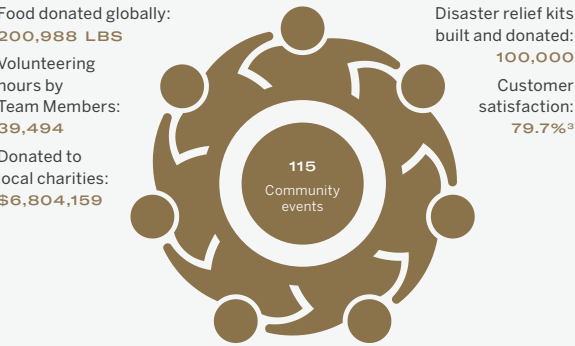 Food donated globally:
200,988 LBS
Volunteering
hours by
Team Members:
39,494
Donated to
local charities:
$6,804,159
115
Community
events
Disaster relief kits
built and donated:
100,000
Customer
satisfaction:
79.7%³